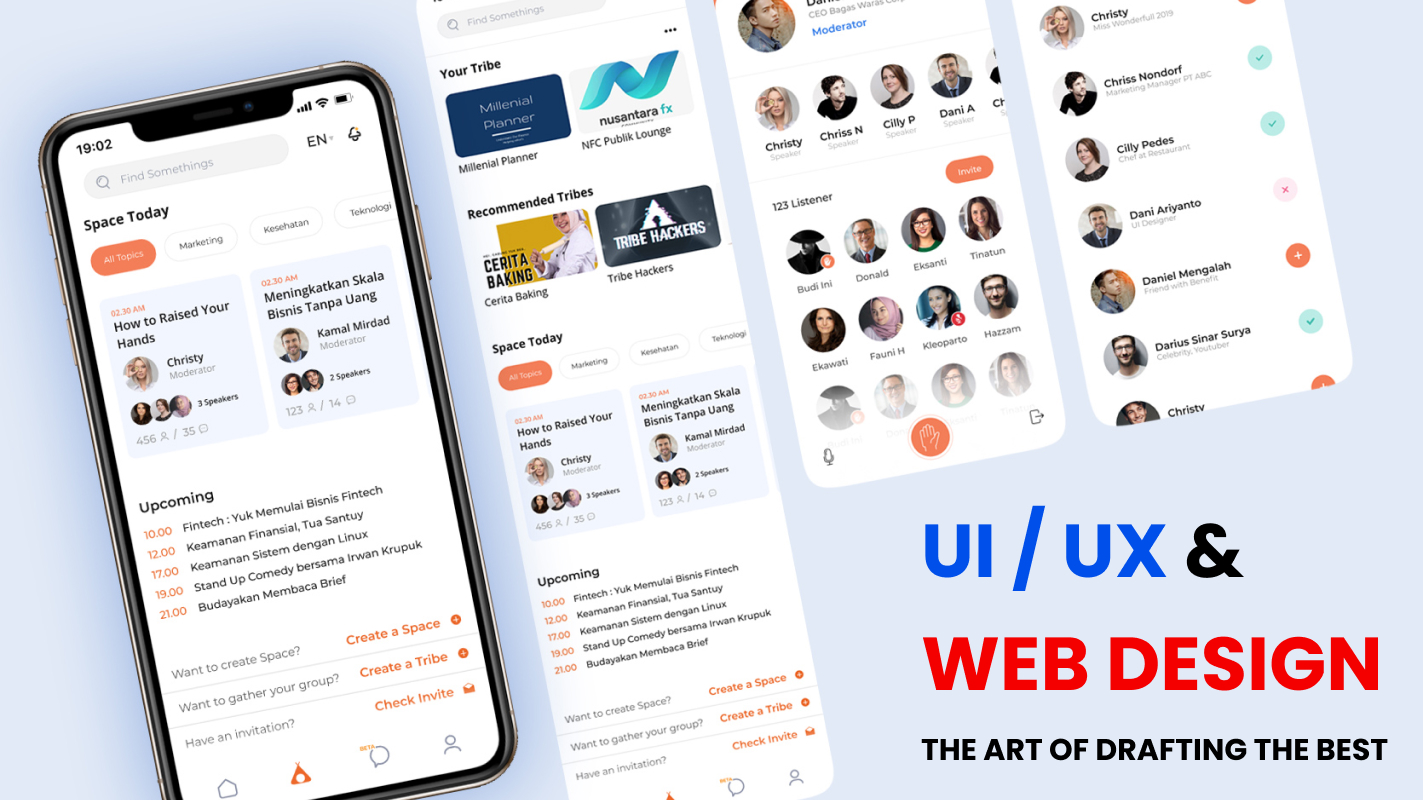 19:02
Find Somethings
EN
Space Today
All Topics
Marketing
Kesehatan
Teknologi
02.30 AM
How to Raised Your
Hands
Christy
Moderator
3 Speakers
456 / 35
02.30 AM
Meningkatkan Skala
Bisnis Tanpa Uang
Kamal Mirdad
Moderator
2 Speakers
123 / 14
Upcoming
10.00 Fintech : Yuk Memulai Bisnis Fintech
12.00 Keamanan Finansial, Tua Santuy
17.00 Keamanan Sistem dengan Linux
19.00 Stand Up Comedy bersama Irwan Krupuk
21.00 Budayakan Membaca Brief
Want to create Space?
Create a Space
Want to gather your group?
Create a Tribe
Have an invitation?
Check Invite
BETA
Find Somethings
Your Tribe
Millenial
Planner
Millenial Planner
nusantara fx
NFC Publik Lounge
Recommended Tribes
CERITA
BAKING
Cerita Baking
TRIBE HACKERS
Tribe Hackers
Space Today
All Topics
Marketing
Kesehatan
Teknologi
02.30 AM
How to Raised Your
Hands
Christy
Moderator
3 Speakers
456 / 35
02.30 AM
Meningkatkan Skala
Bisnis Tanpa Uang
Kamal Mirdad
Moderator
2 Speakers
123 / 14
Upcoming
10.00 Fintech : Yuk Memulai Bisnis Fintech
12.00 Keamanan Finansial, Tua Santuy
17.00 Keamanan Sistem dengan Linux
19.00 Stand Up Comedy bersama Irwan Krupuk
21.00 Budayakan Membaca Brief
Want to create Space?
Create a Space
Want to gather your group?
Create a Tribe
Have an invitation?
Check Invite
BETA
CEO Bagas Waras Corp
Moderator
Christy
Speaker
Chriss N
Speaker
Cilly P
Speaker
Dani A
Speaker
Invite
123 Listener
Budi Ini
Donald
Eksanti
Tinatun
Ekawati
Fauni H
Kleoparto
Hazzam
Budi Ini
Christy
Miss Wonderfull 2019
Chriss Nondorf
Marketing Manager PT ABC
Cilly Pedes
Chef at Restaurant
Dani Ariyanto
UI Designer
Daniel Mengalah
Friend with Benefit
Darius Sinar Surya
Celebrity, Youtuber
Christy
UI / UX &
WEB DESIGN
THE ART OF DRAFTING THE BEST